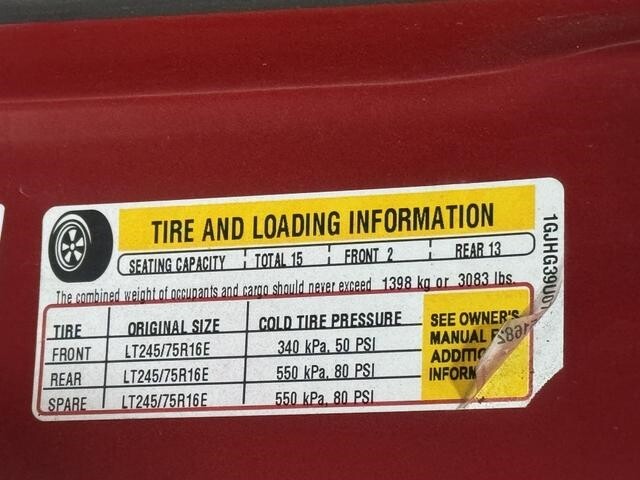 TIRE AND LOADING INFORMATION
SEATING CAPACITY TOTAL 15 FRONT 2 REAR 13
The combined weight of occupants and cargo should never exceed 1398 kg or 3083 lbs.
TIRE ORIGINAL SIZE COLD TIRE PRESSURE
FRONT LT245/75R16E 340 kPa, 50 PSI
REAR LT245/75R16E 550 kPa, 80 PSI
SPARE LT245/75R16E 550 kPa, 80 PSI
SEE OWNER'S
MANUAL